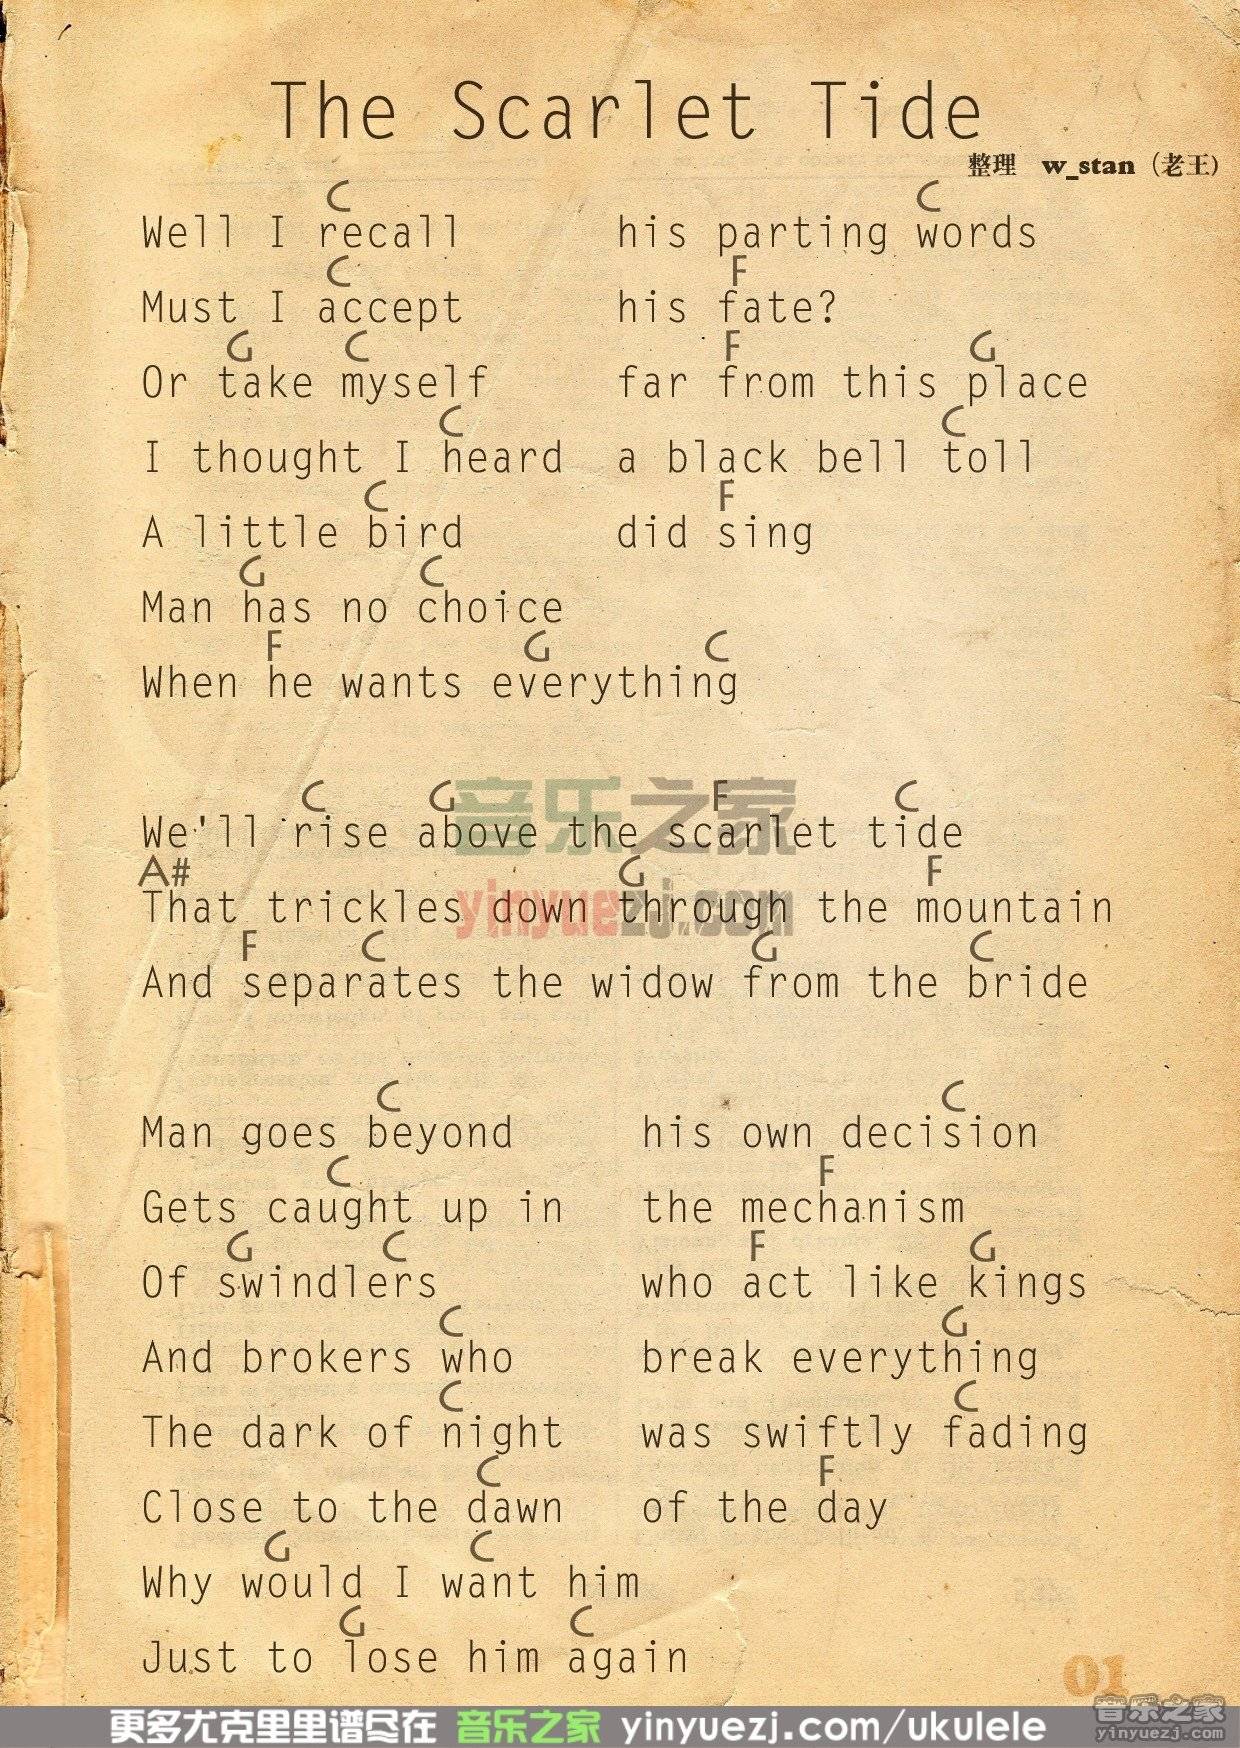 The Scarlet Tide
整理 w_stan (老王)
C C
Well I recall his parting words
C F
Must I accept his fate?
G C F G
Or take myself far from this place
C C
I thought I heard a black bell toll
C F
A little bird did sing
G C
Man has no choice
F G C
When he wants everything
C G F C
We'll rise above the scarlet tide
A# G F
That trickles down through the mountain
F C G C
And separates the widow from the bride
C C
Man goes beyond his own decision
C F
Gets caught up in the mechanism
G C F G
Of swindlers who act like kings
C G
And brokers who break everything
C C
The dark of night was swiftly fading
C F
Close to the dawn of the day
G C
Why would I want him
G C
Just to lose him again
音乐之家
yinyuezj.com
01
音乐之家
yinyuezj.com
更多尤克里里谱尽在 音乐之家 yinyuezj.com/ukulele